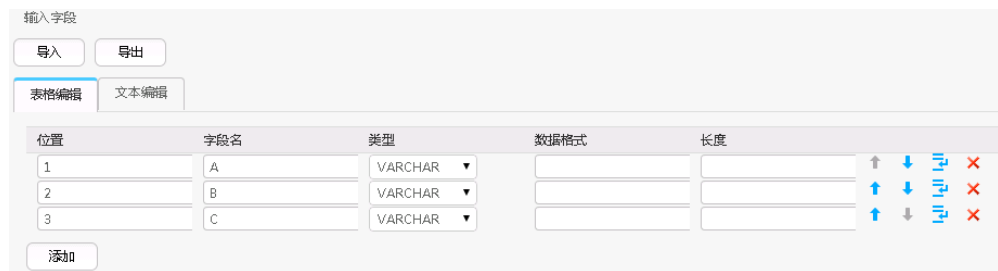 输入字段
导入 导出
表格编辑 文本编辑
位置 字段名 类型 数据格式 长度
1 A VARCHAR
2 B VARCHAR
3 C VARCHAR
添加